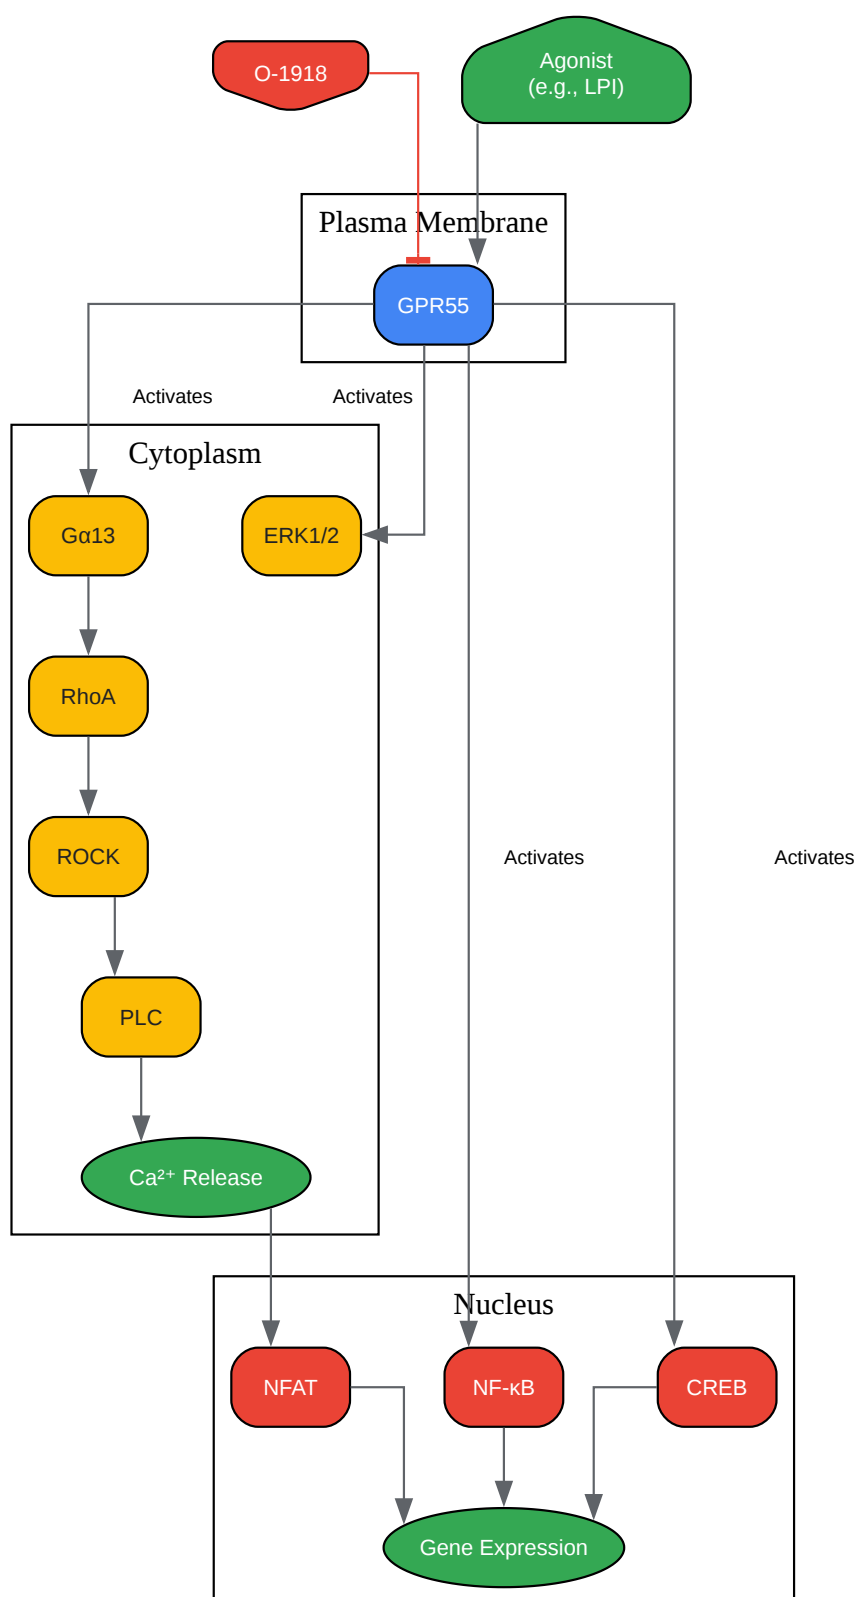 O-1918
Agonist
(e.g., LPI)
Plasma Membrane
GPR55
Activates
Activates
Cytoplasm
Gα13
ERK1/2
RhoA
ROCK
Activates
Activates
PLC
Ca²⁺ Release
Nucleus
NFAT
NF-κB
CREB
Gene Expression